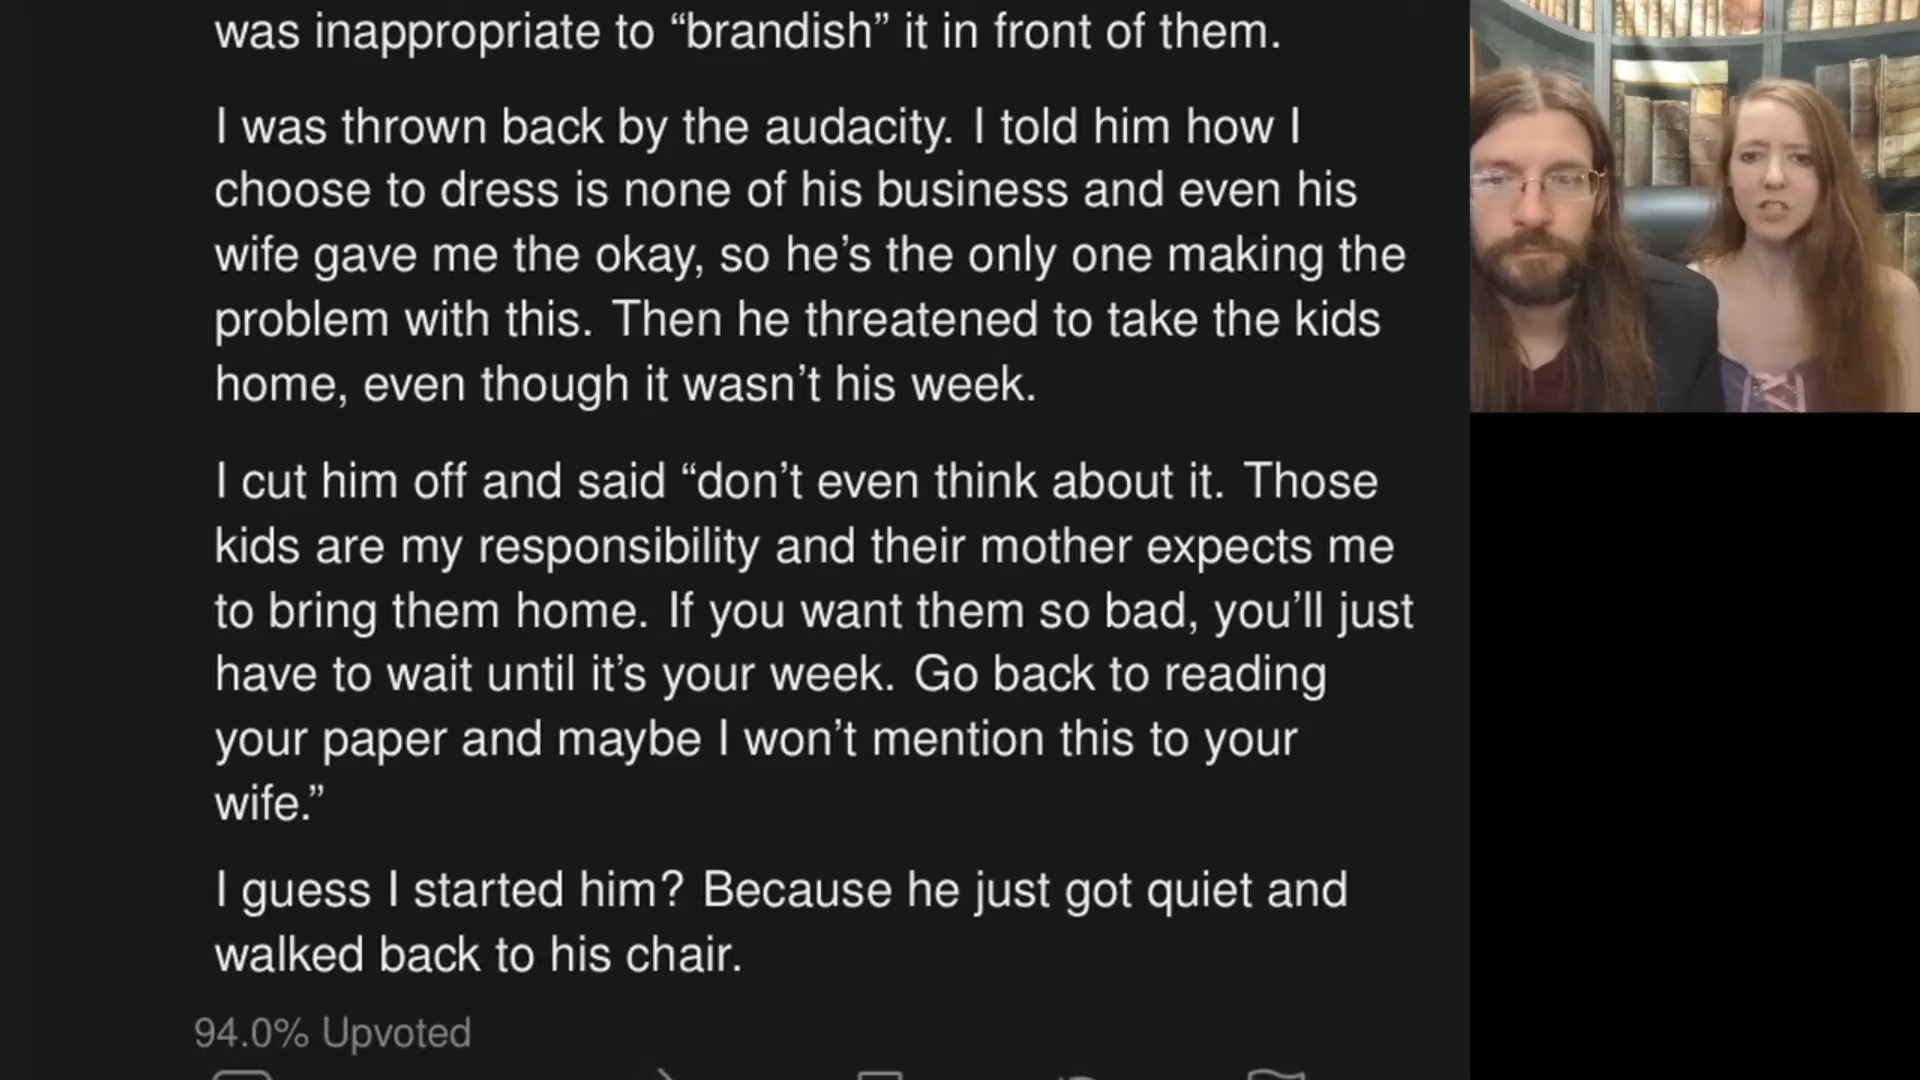 was inappropriate to “brandish” it in front of them.
I was thrown back by the audacity. I told him how I
choose to dress is none of his business and even his
wife gave me the okay, so he’s the only one making the
problem with this. Then he threatened to take the kids
home, even though it wasn’t his week.
I cut him off and said “don’t even think about it. Those
kids are my responsibility and their mother expects me
to bring them home. If you want them so bad, you’ll just
have to wait until it’s your week. Go back to reading
your paper and maybe I won’t mention this to your
wife.”
I guess I started him? Because he just got quiet and
walked back to his chair.
94.0% Upvoted